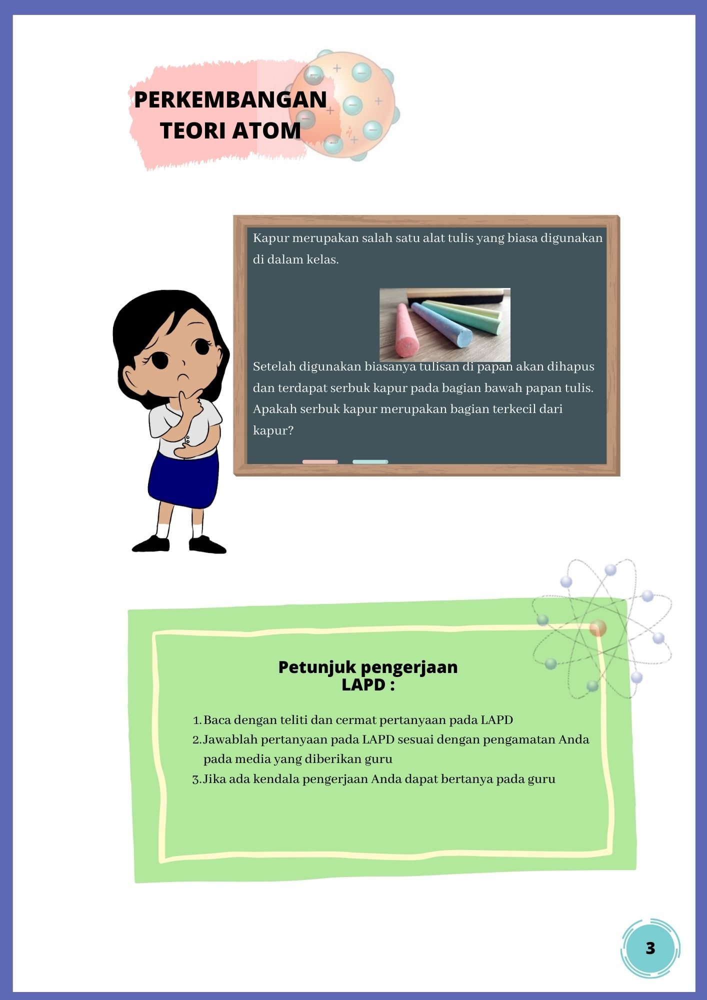 PERKEMBANGAN
TEORI ATOM
Kapur merupakan salah satu alat tulis yang biasa digunakan
di dalam kelas.
Setelah digunakan biasanya tulisan di papan akan dihapus
dan terdapat serbuk kapur pada bagian bawah papan tulis.
Apakah serbuk kapur merupakan bagian terkecil dari
kapur?
Petunjuk pengerjaan
LAPD :
1. Baca dengan teliti dan cermat pertanyaan pada LAPD
2. Jawablah pertanyaan pada LAPD sesuai dengan pengamatan Anda
pada media yang diberikan guru
3. Jika ada kendala pengerjaan Anda dapat bertanya pada guru
3